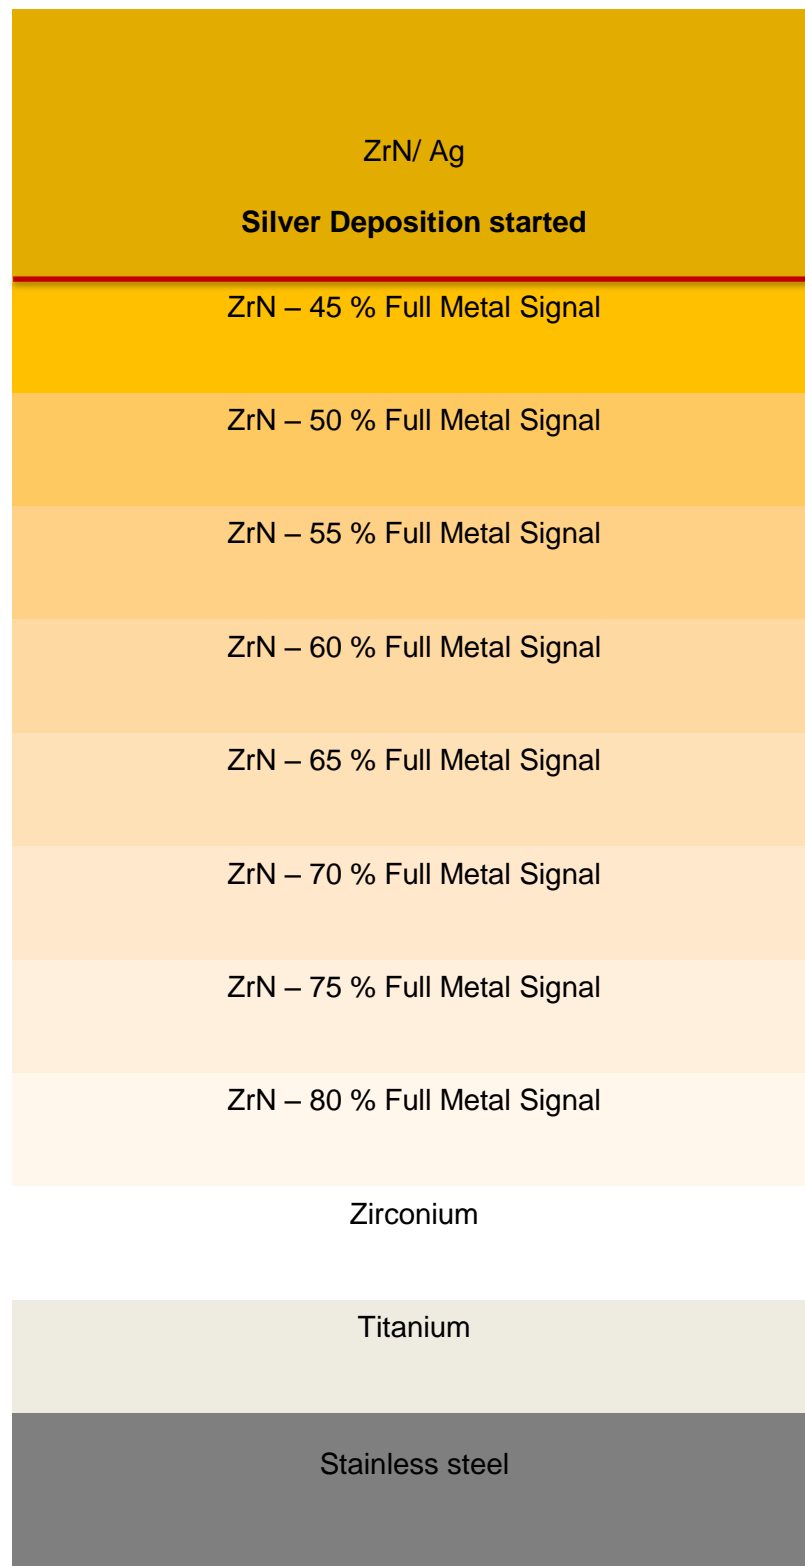 ZrN/ Ag
Silver Deposition started
ZrN – 45 % Full Metal Signal
ZrN – 50 % Full Metal Signal
ZrN – 55 % Full Metal Signal
ZrN – 60 % Full Metal Signal
ZrN – 65 % Full Metal Signal
ZrN – 70 % Full Metal Signal
ZrN – 75 % Full Metal Signal
ZrN – 80 % Full Metal Signal
Zirconium
Titanium
Stainless steel